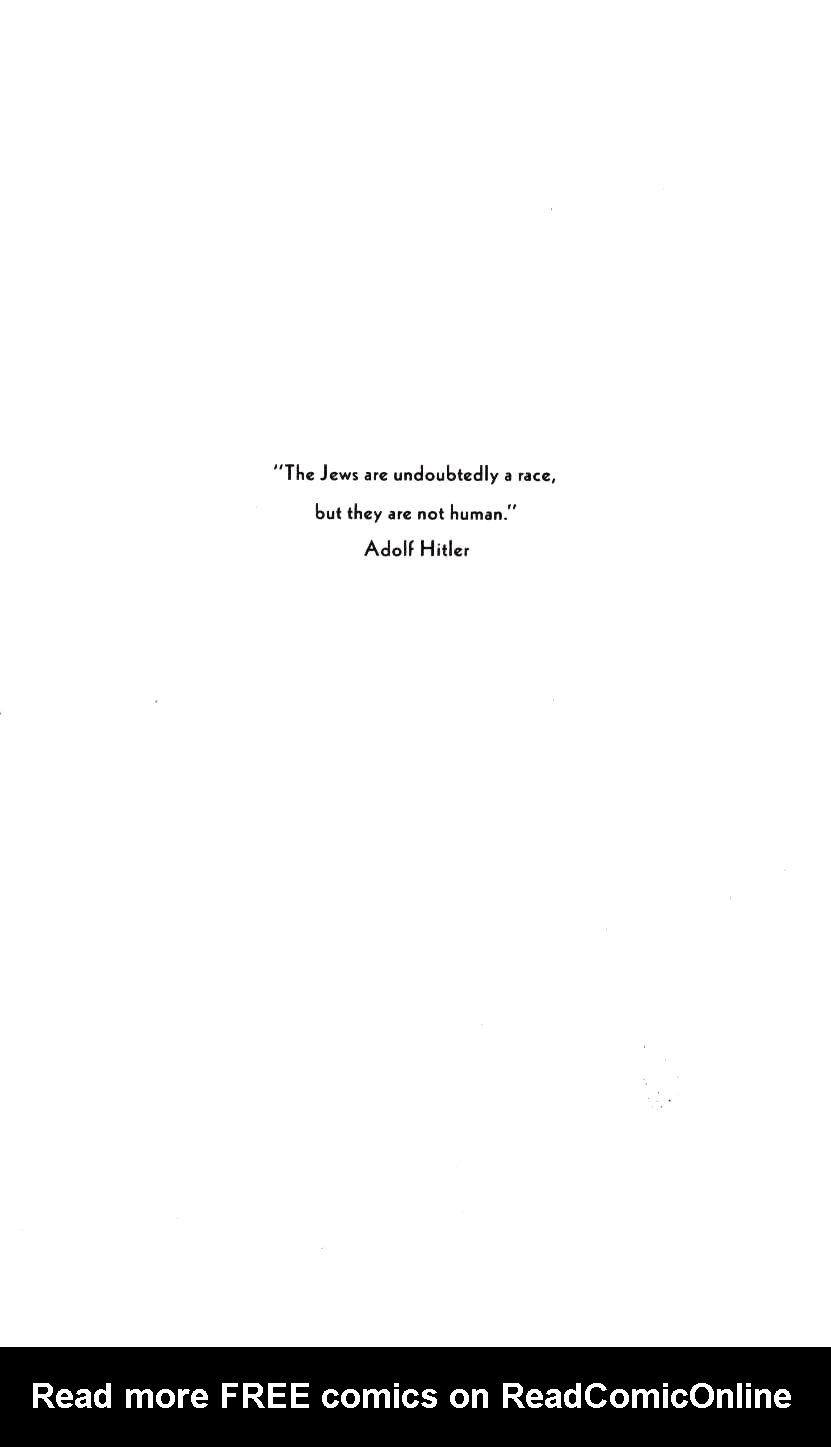 "The Jews are undoubtedly a race,
but they are not human."
Adolf Hitler
Read more FREE comics on ReadComicOnline